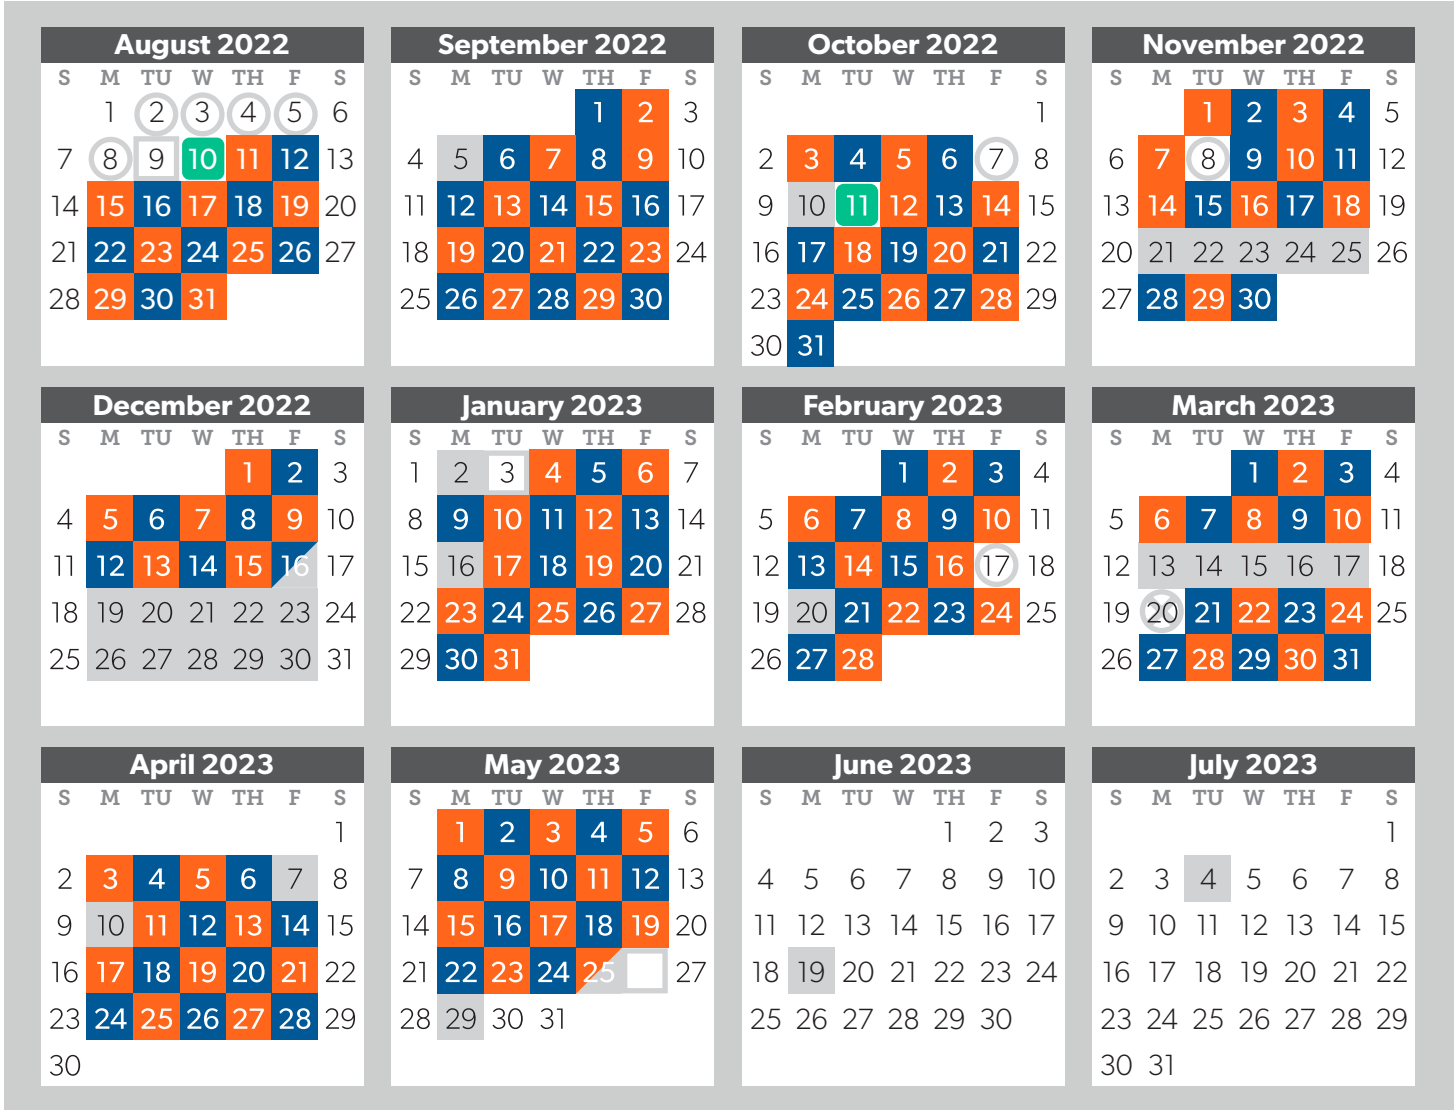 August 2022
S M TU W TH F S
1 2 3 4 5 6
7 8 9 10 11 12 13
14 15 16 17 18 19 20
21 22 23 24 25 26 27
28 29 30 31
September 2022
S M TU W TH F S
1 2 3
4 5 6 7 8 9 10
11 12 13 14 15 16 17
18 19 20 21 22 23 24
25 26 27 28 29 30
October 2022
S M TU W TH F S
1
2 3 4 5 6 7 8
9 10 11 12 13 14 15
16 17 18 19 20 21 22
23 24 25 26 27 28 29
30 31
November 2022
S M TU W TH F S
1 2 3 4 5
6 7 8 9 10 11 12
13 14 15 16 17 18 19
20 21 22 23 24 25 26
27 28 29 30
December 2022
S M TU W TH F S
1 2 3
4 5 6 7 8 9 10
11 12 13 14 15 16 17
18 19 20 21 22 23 24
25 26 27 28 29 30 31
January 2023
S M TU W TH F S
1 2 3 4 5 6 7
8 9 10 11 12 13 14
15 16 17 18 19 20 21
22 23 24 25 26 27 28
29 30 31
February 2023
S M TU W TH F S
1 2 3 4
5 6 7 8 9 10 11
12 13 14 15 16 17 18
19 20 21 22 23 24 25
26 27 28
March 2023
S M TU W TH F S
1 2 3 4
5 6 7 8 9 10 11
12 13 14 15 16 17 18
19 20 21 22 23 24 25
26 27 28 29 30 31
April 2023
S M TU W TH F S
1
2 3 4 5 6 7 8
9 10 11 12 13 14 15
16 17 18 19 20 21 22
23 24 25 26 27 28 29
30
May 2023
S M TU W TH F S
1 2 3 4 5 6
7 8 9 10 11 12 13
14 15 16 17 18 19 20
21 22 23 24 25 27
28 29 30 31
June 2023
S M TU W TH F S
1 2 3
4 5 6 7 8 9 10
11 12 13 14 15 16 17
18 19 20 21 22 23 24
25 26 27 28 29 30
July 2023
S M TU W TH F S
1
2 3 4 5 6 7 8
9 10 11 12 13 14 15
16 17 18 19 20 21 22
23 24 25 26 27 28 29
30 31